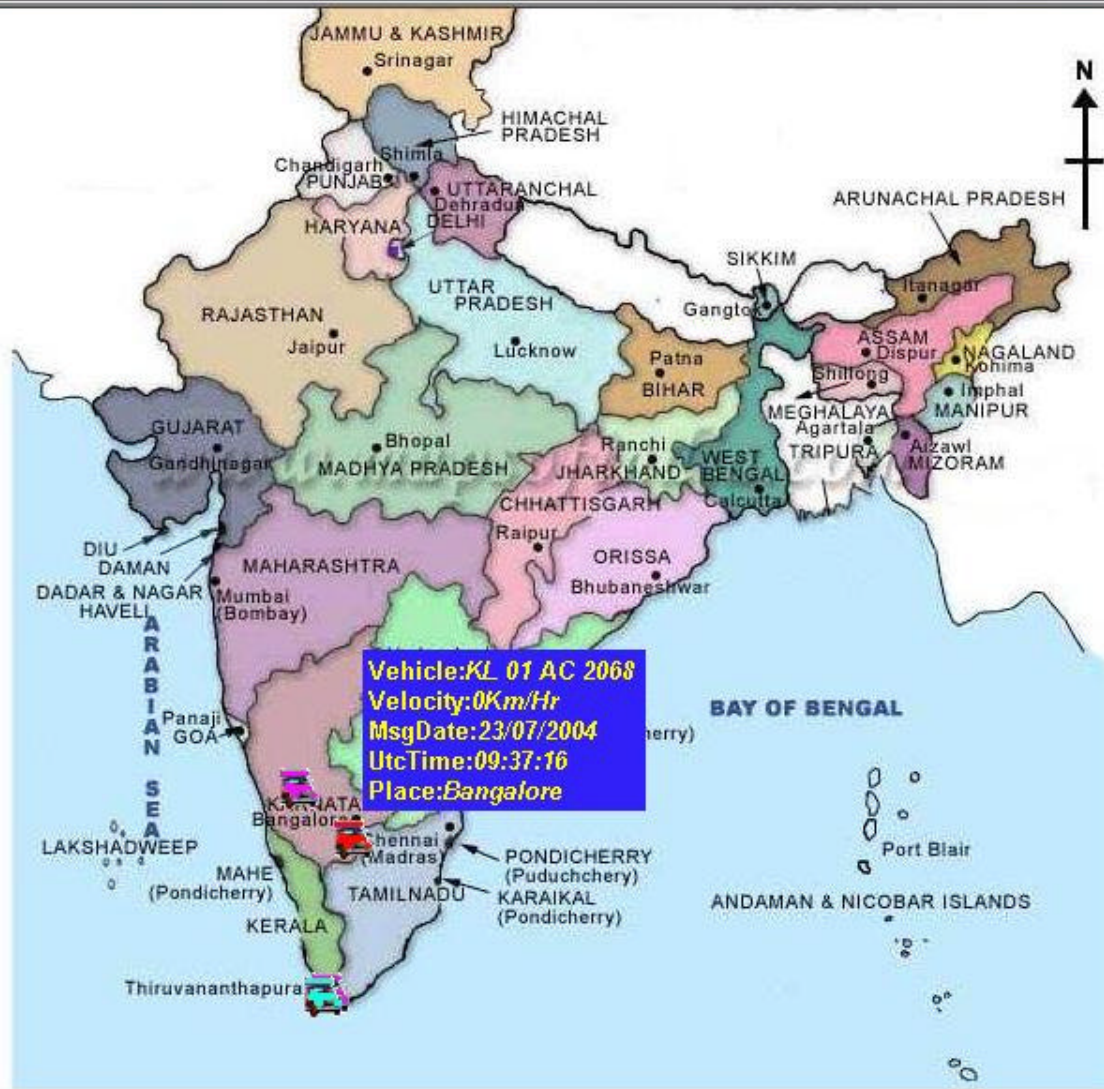 JAMMU & KASHMIR
Srinagar
N
HIMACHAL
PRADESH
Shimla
Chandigarh
PUNJAB
UTTARANCHAL
Dehradun
DELHI
HARYANA
ARUNACHAL PRADESH
SIKKIM
Itanagar
UTTAR
PRADESH
Gangtok
RAJASTHAN
Jaipur
Lucknow
ASSAM
Dispur
NAGALAND
Kohima
Patna
BIHAR
Shillong
Imphal
MANIPUR
MEGHALAYA
Agartala
TRIPURA
Aizawl
MIZORAM
GUJARAT
Gandhinagar
Bhopal
MADHYA PRADESH
Ranchi
JHARKHAND
WEST
BENGAL
Calcutta
CHHATTISGARH
Raipur
DIU
DAMAN
DADAR & NAGAR
HAVELI
MAHARASHTRA
Mumbai
(Bombay)
ORISSA
Bhubaneshwar
ARABIAN SEA
Vehicle:KL 01 AC 2068
Velocity:0Km/Hr
MsgDate:23/07/2004
UtcTime:09:37:16
Place:Bangalore
erry)
BAY OF BENGAL
Panaji
GOA
Bangalore
Chennai
(Madras)
LAKSHADWEEP
MAHE
(Pondicherry)
PONDICHERRY
(Puduchchery)
KARAIKAL
(Pondicherry)
TAMILNADU
KERALA
Port Blair
ANDAMAN & NICOBAR ISLANDS
Thiruvananthapura